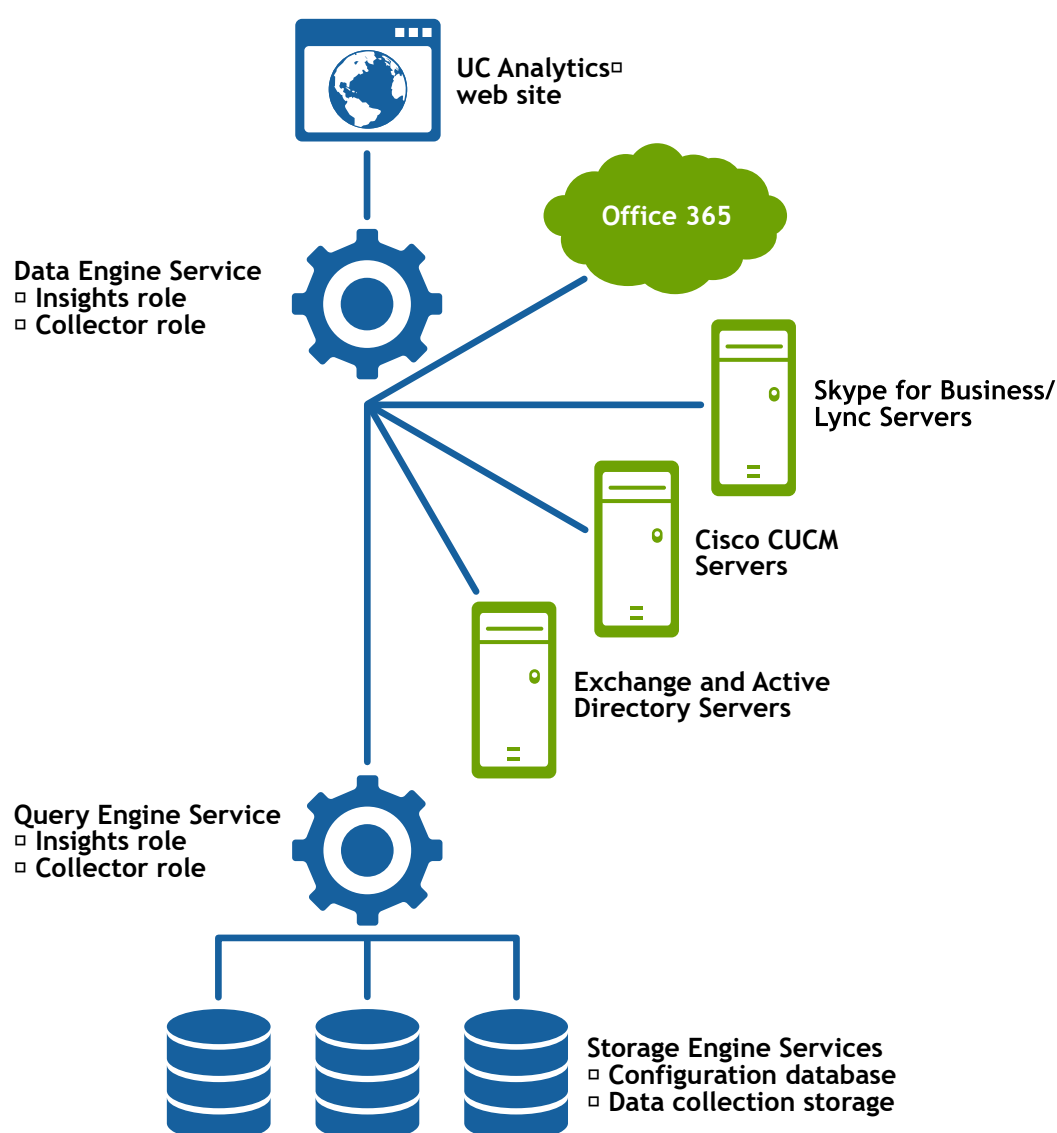 UC Analytics▫
web site
Office 365
Data Engine Service
▫ Insights role
▫ Collector role
Skype for Business/
Lync Servers
Cisco CUCM
Servers
Exchange and Active
Directory Servers
Query Engine Service
▫ Insights role
▫ Collector role
Storage Engine Services
▫ Configuration database
▫ Data collection storage